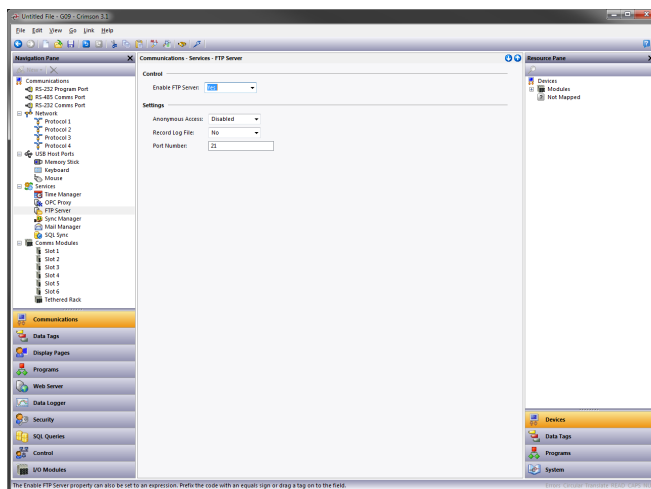 Untitled File - G09 - Crimson 3.1
File Edit View Go Link Help
Navigation Pane
Communications
RS-232 Program Port
RS-485 Comms Port
RS-232 Comms Port
Network
Protocol 1
Protocol 2
Protocol 3
Protocol 4
USB Host Ports
Memory Stick
Keyboard
Mouse
Services
Time Manager
OPC Proxy
FTP Server
Sync Manager
Mail Manager
SQL Sync
Comms Modules
Slot 1
Slot 2
Slot 3
Slot 4
Slot 5
Slot 6
Tethered Rack
Communications
Data Tags
Display Pages
Programs
Web Server
Data Logger
Security
SQL Queries
Control
I/O Modules
Communications - Services - FTP Server
Control
Enable FTP Server: Yes
Settings
Anonymous Access: Disabled
Record Log File: No
Port Number: 21
Resource Pane
Devices
Modules
Not Mapped
Devices
Data Tags
Programs
System
The Enable FTP Server property can also be set to an expression. Prefix the code with an equals sign or drag a tag on to the field.